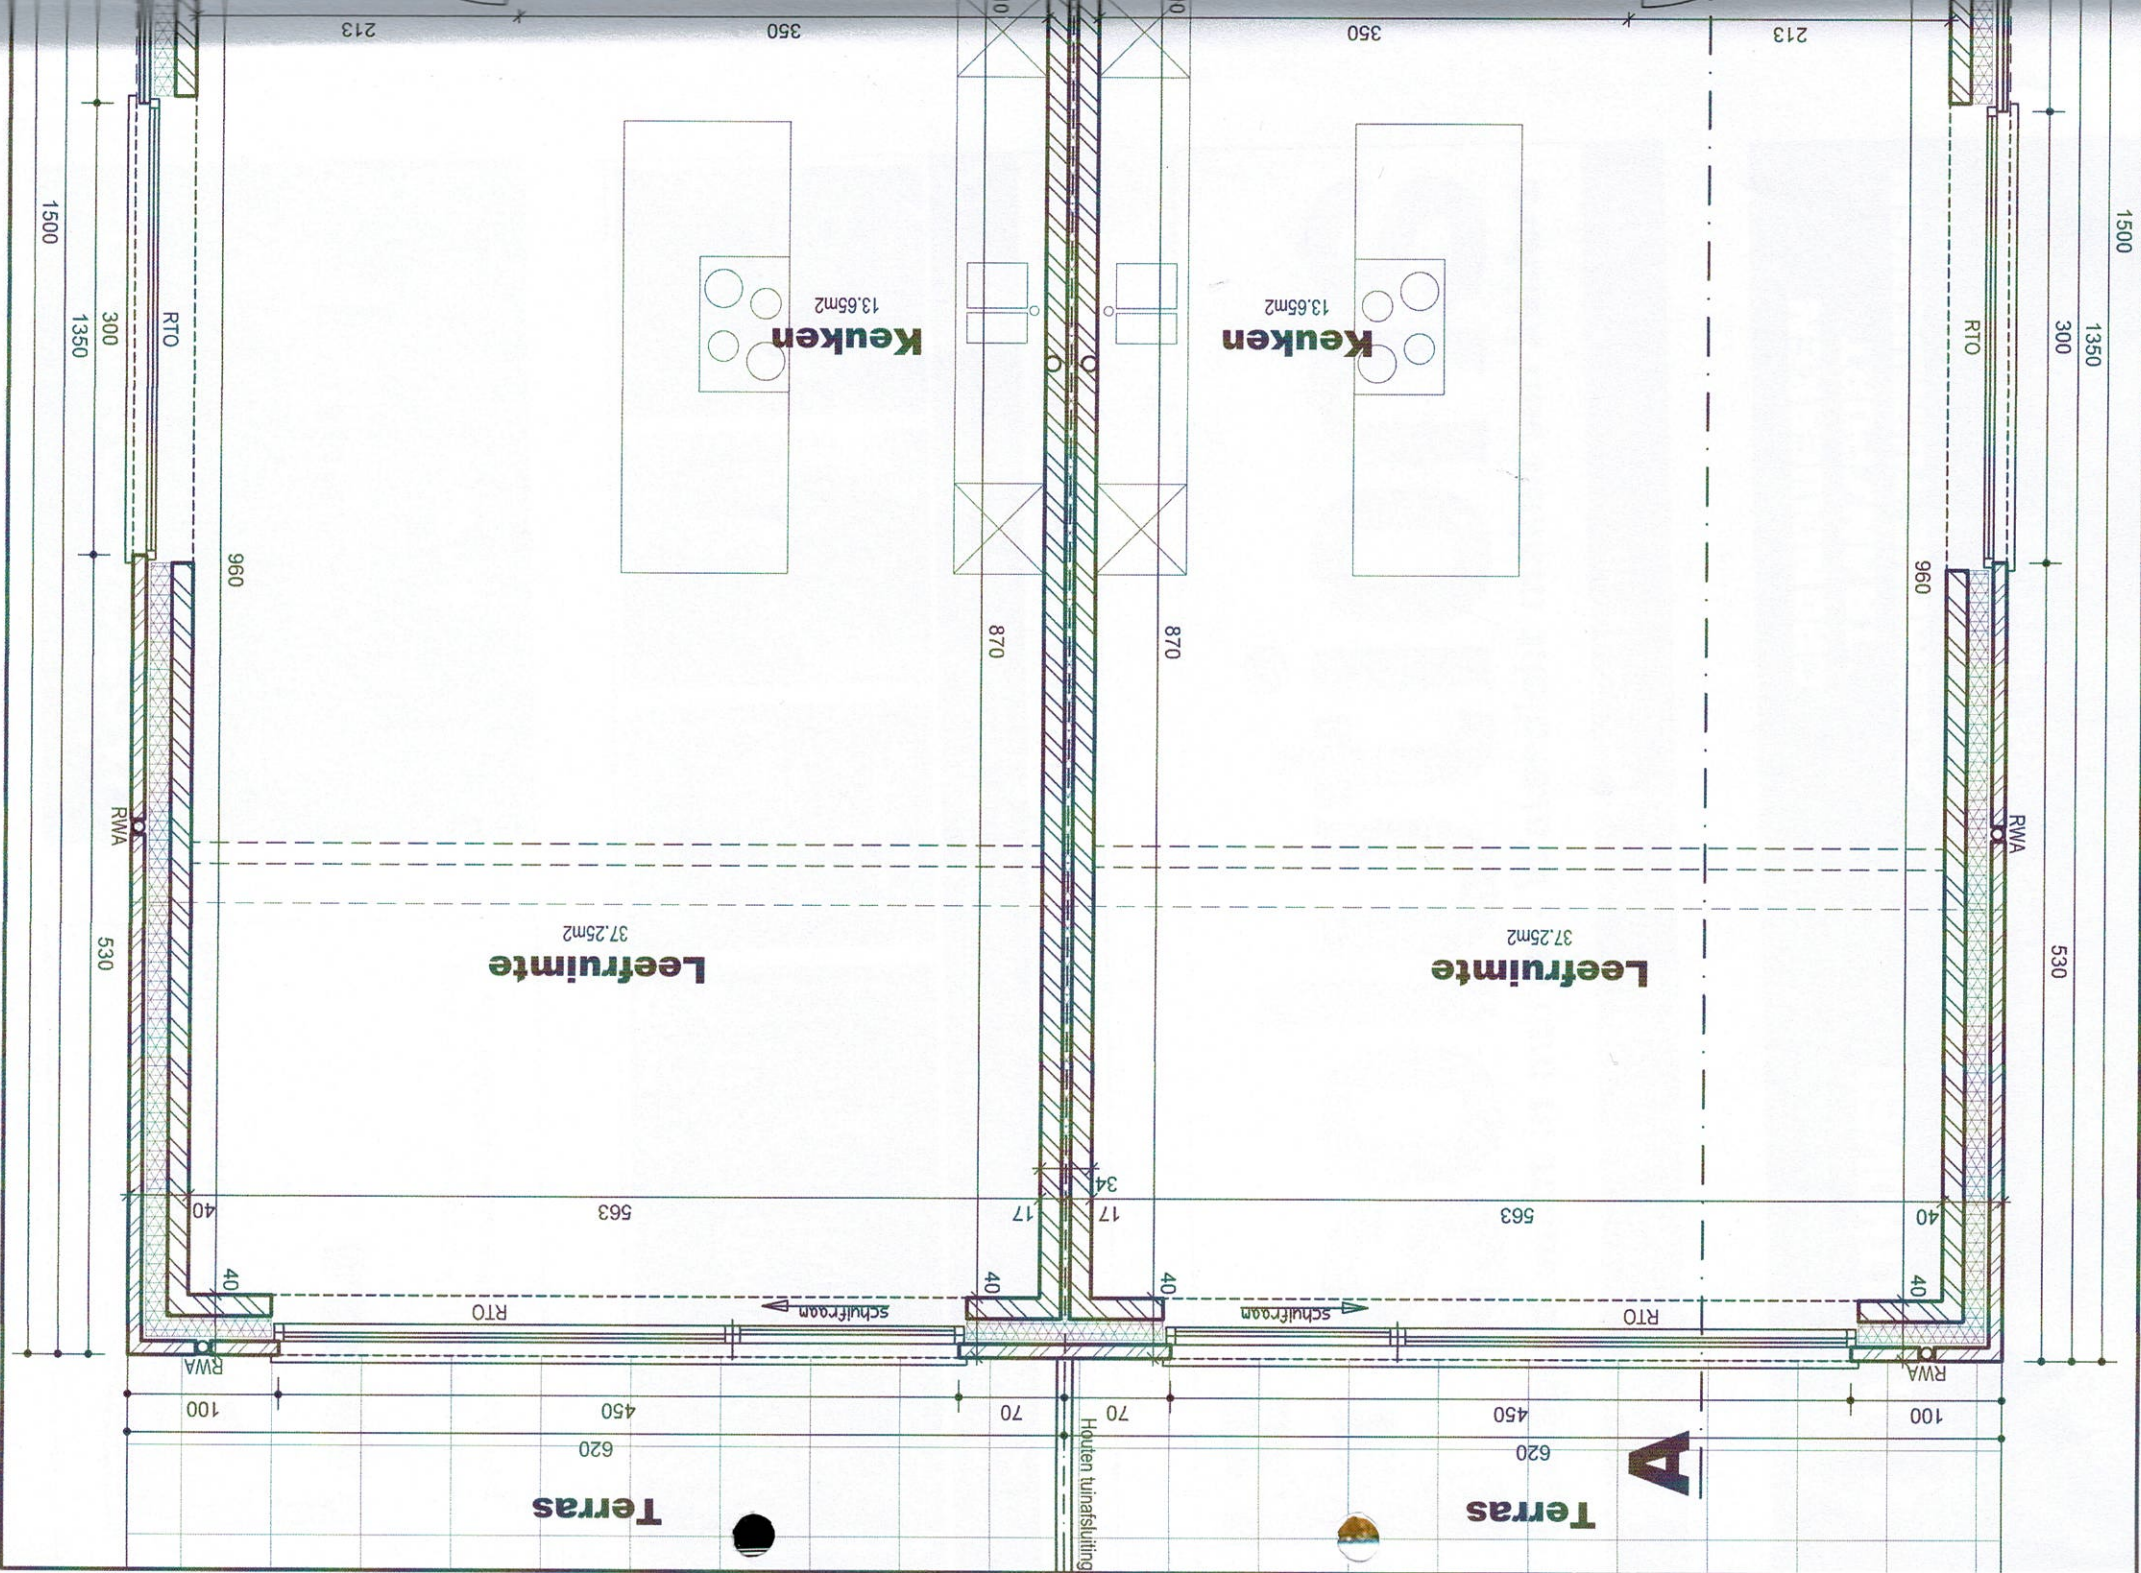 213
350
350
213
1500
1350
300
RTO
Keuken
13.65m2
Keuken
13.65m2
RTO
300
1350
1500
960
870
870
960
RWA
RWA
530
Leefruimte
37.25m2
Leefruimte
37.25m2
530
40
563
17
17
34
563
40
40
40
40
40
RTO
schuifraam
schuifraam
RTO
RWA
RWA
100
450
70
70
450
100
620
620
Houten tuinafsluiting
A
Terras
Terras